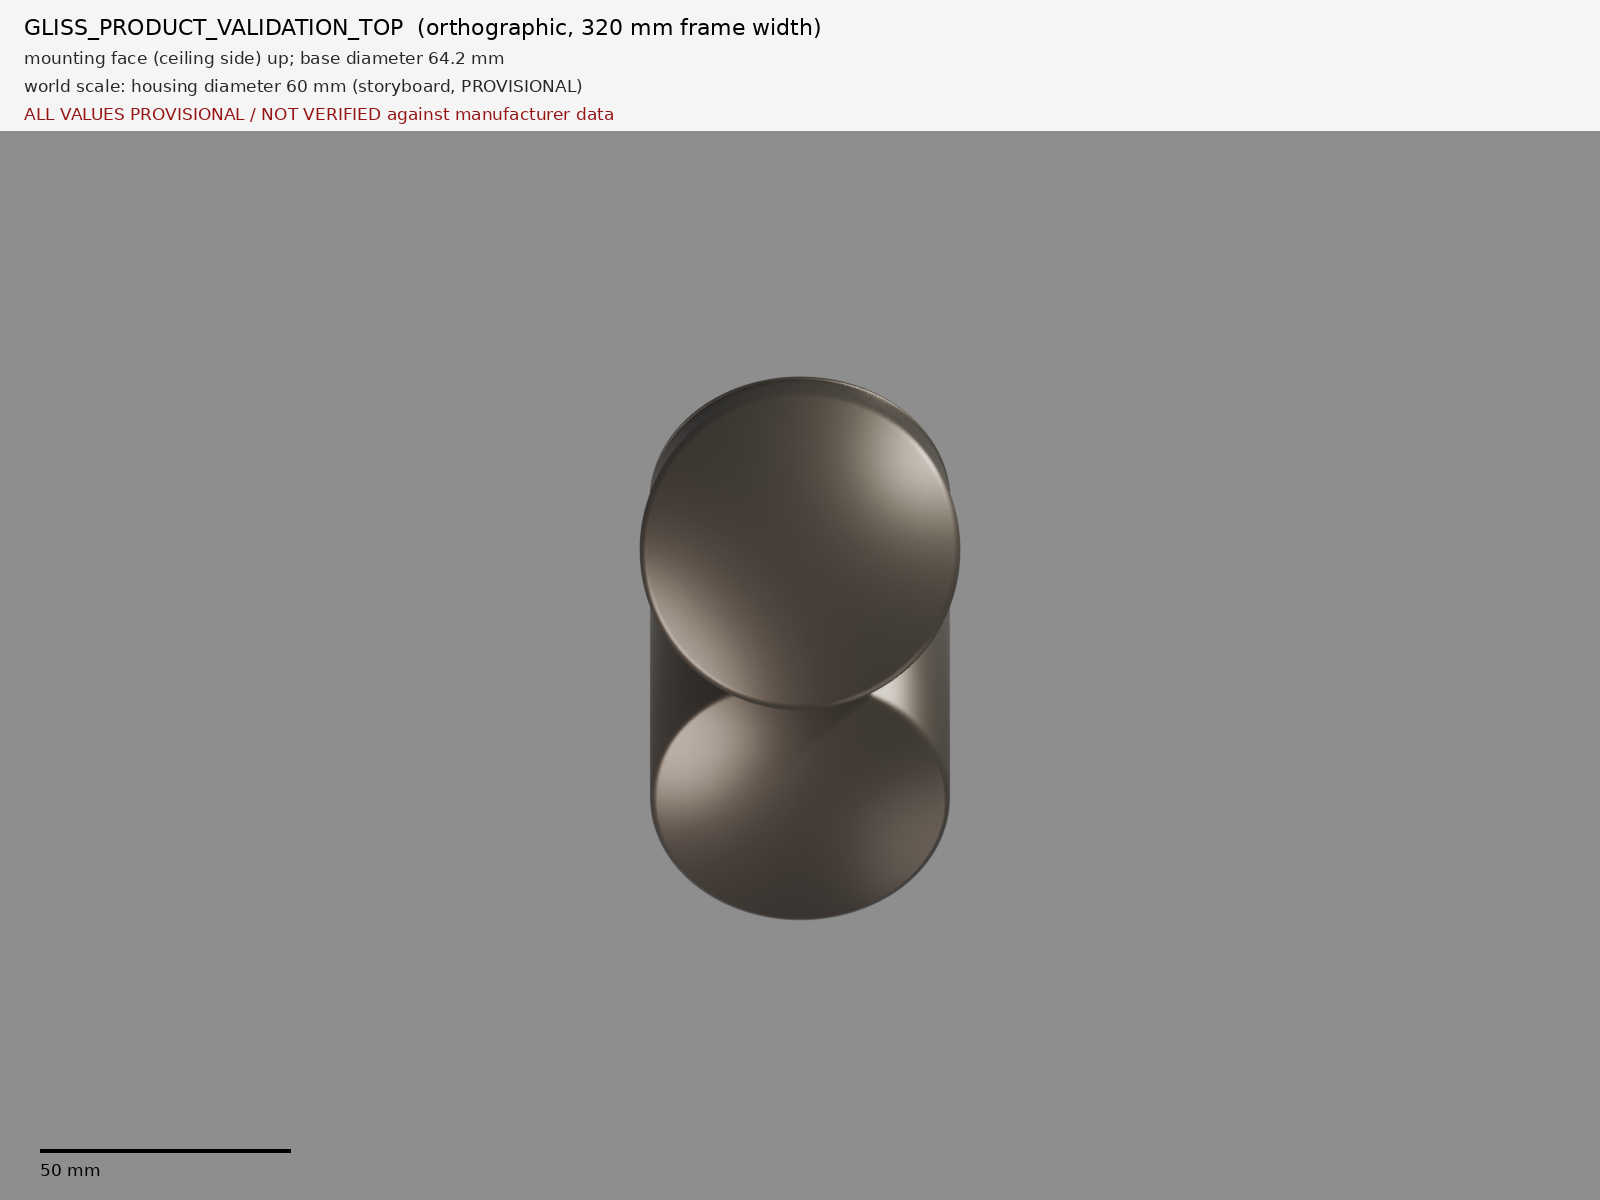 GLISS_PRODUCT_VALIDATION_TOP (orthographic, 320 mm frame width)
mounting face (ceiling side) up; base diameter 64.2 mm
world scale: housing diameter 60 mm (storyboard, PROVISIONAL)
ALL VALUES PROVISIONAL / NOT VERIFIED against manufacturer data
50 mm